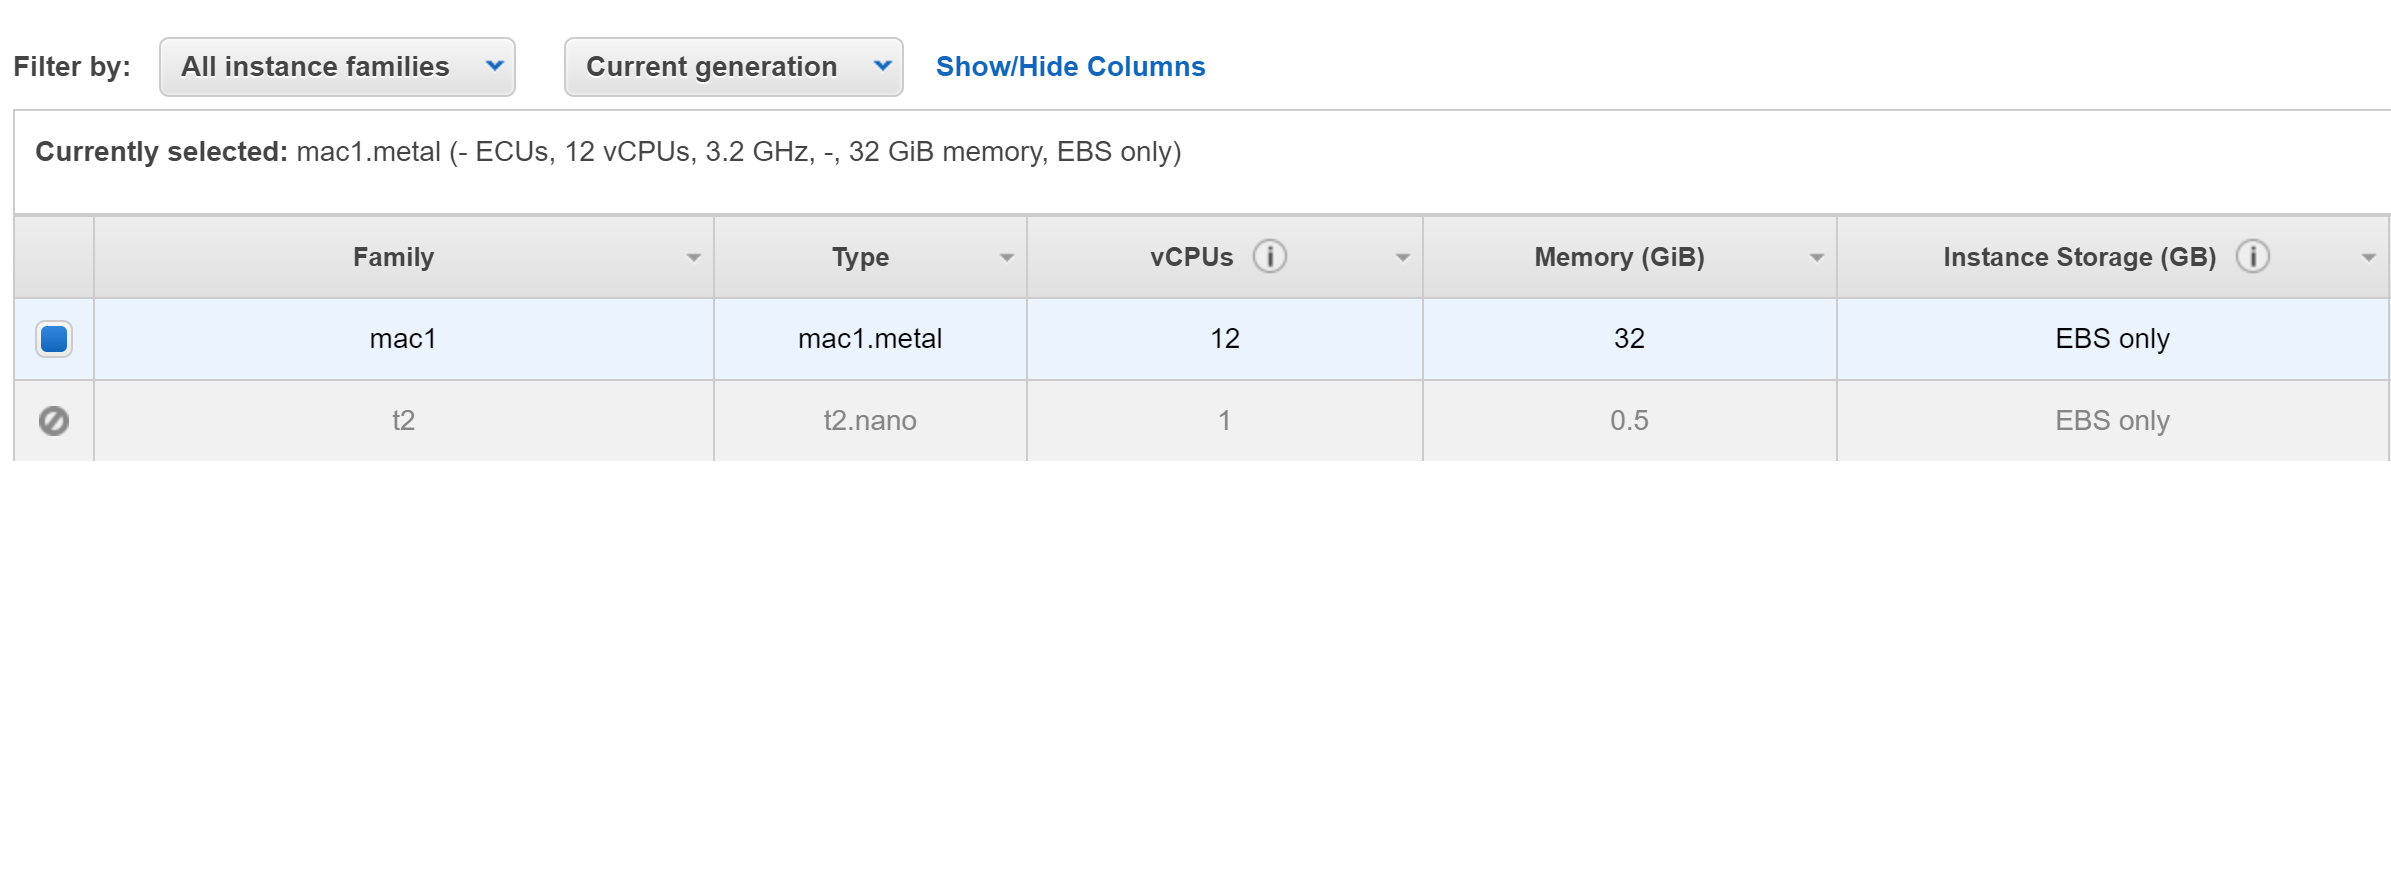 Filter by: All instance families Current generation Show/Hide Columns
Currently selected: mac1.metal (- ECUs, 12 vCPUs, 3.2 GHz, -, 32 GiB memory, EBS only)
Family Type vCPUs i Memory (GiB) Instance Storage (GB) i
mac1 mac1.metal 12 32 EBS only
t2 t2.nano 1 0.5 EBS only